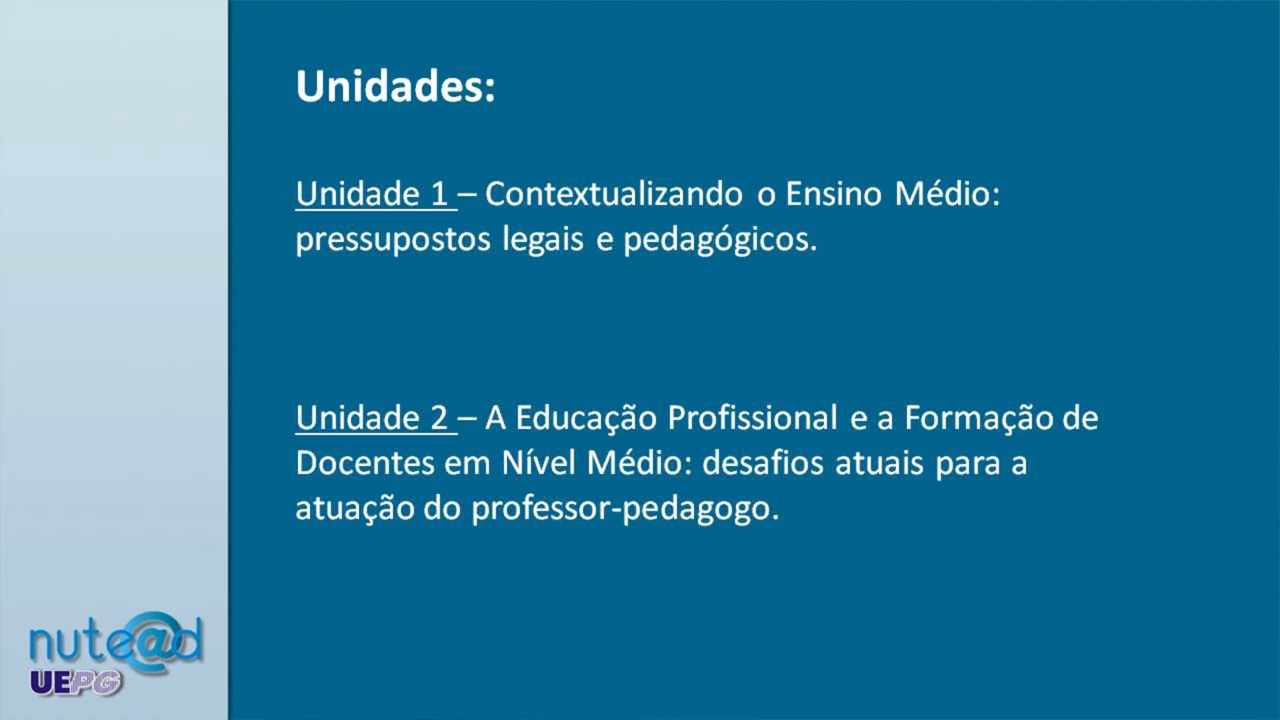 Unidades:
Unidade 1 – Contextualizando o Ensino Médio:
pressupostos legais e pedagógicos.
Unidade 2 – A Educação Profissional e a Formação de
Docentes em Nível Médio: desafios atuais para a
atuação do professor-pedagogo.
nute@d
UEPG